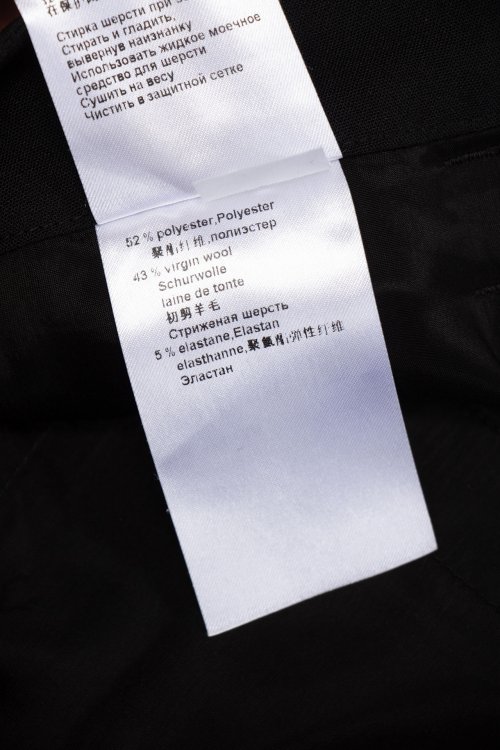 Стирка шерсти при
Стирать и гладить,
вывернув наизнанку
Использовать жидкое моечное
средство для шерсти
Сушить на весу
Чистить в защитной сетке
52 % polyester,Polyester
聚酯纤维,полиэстер
43 % virgin wool
Schurwolle
laine de tonte
初剪羊毛
Стриженая шерсть
5 % elastane,Elastan
elasthanne,聚氨酯弹性纤维
Эластан